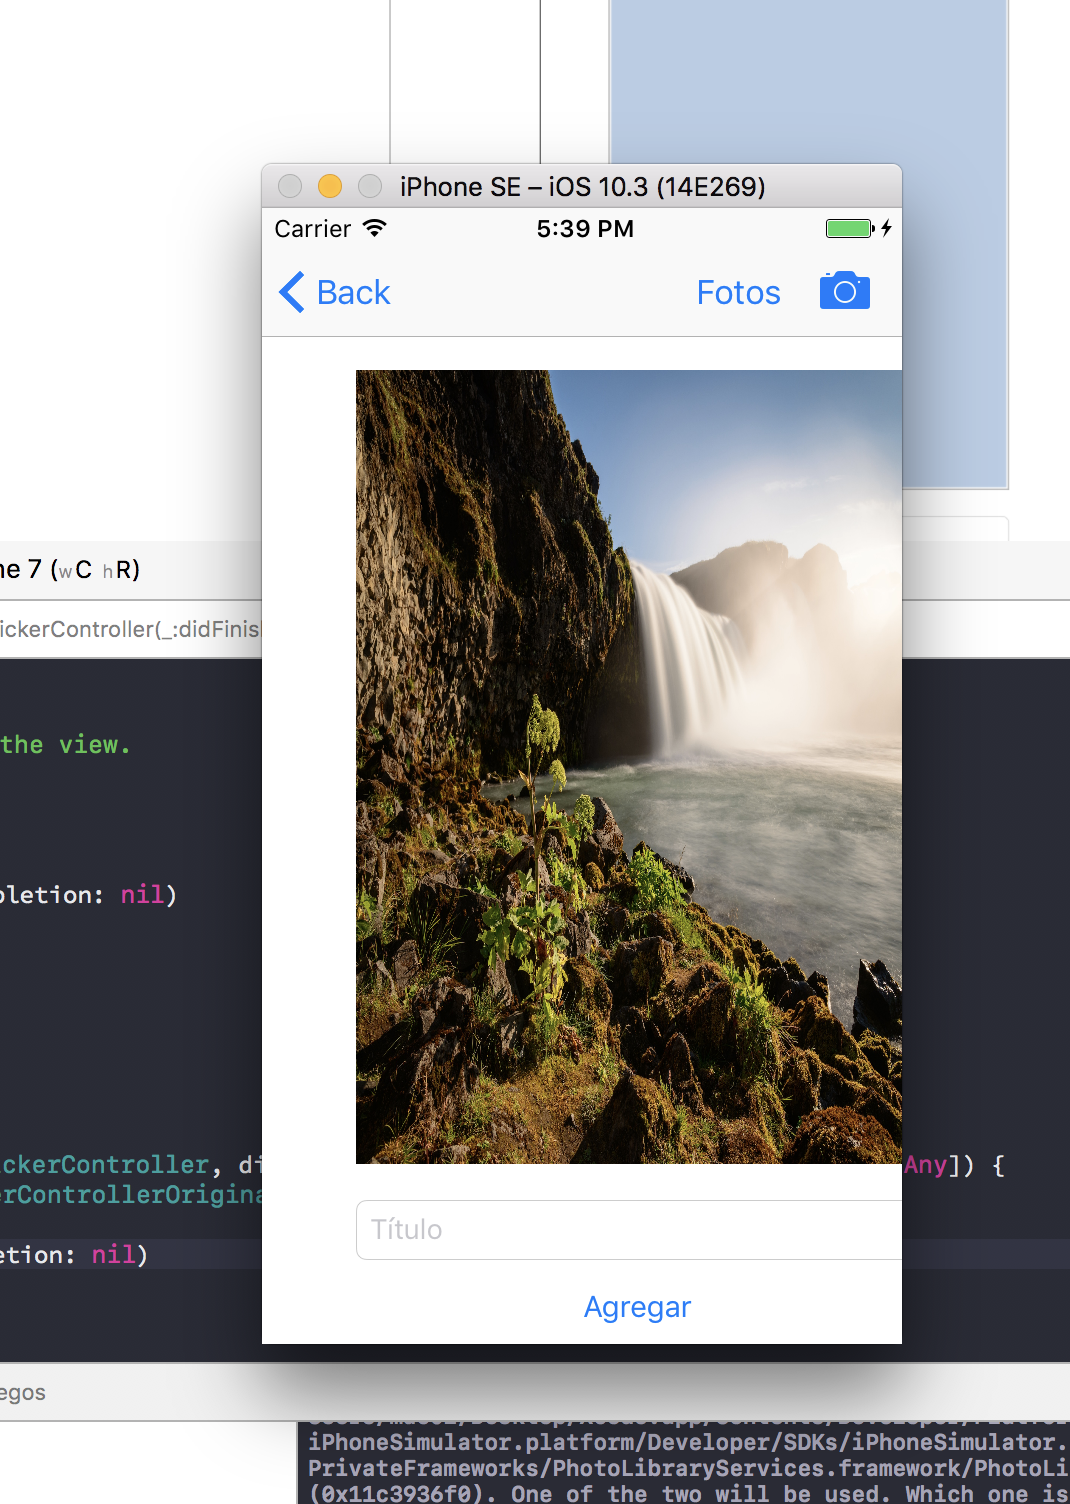 iPhone SE – iOS 10.3 (14E269)
Carrier 5:39 PM
Back Fotos
ne 7 (wC hR)
ickerController(_:didFinis
the view.
pletion: nil)
ckerController, di Any]) {
erControllerOrigina
Título
etion: nil)
Agregar
egos
iPhoneSimulator.platform/Developer/SDKs/iPhoneSimulator.
PrivateFrameworks/PhotoLibraryServices.framework/PhotoLi
(0x11c3936f0). One of the two will be used. Which one is